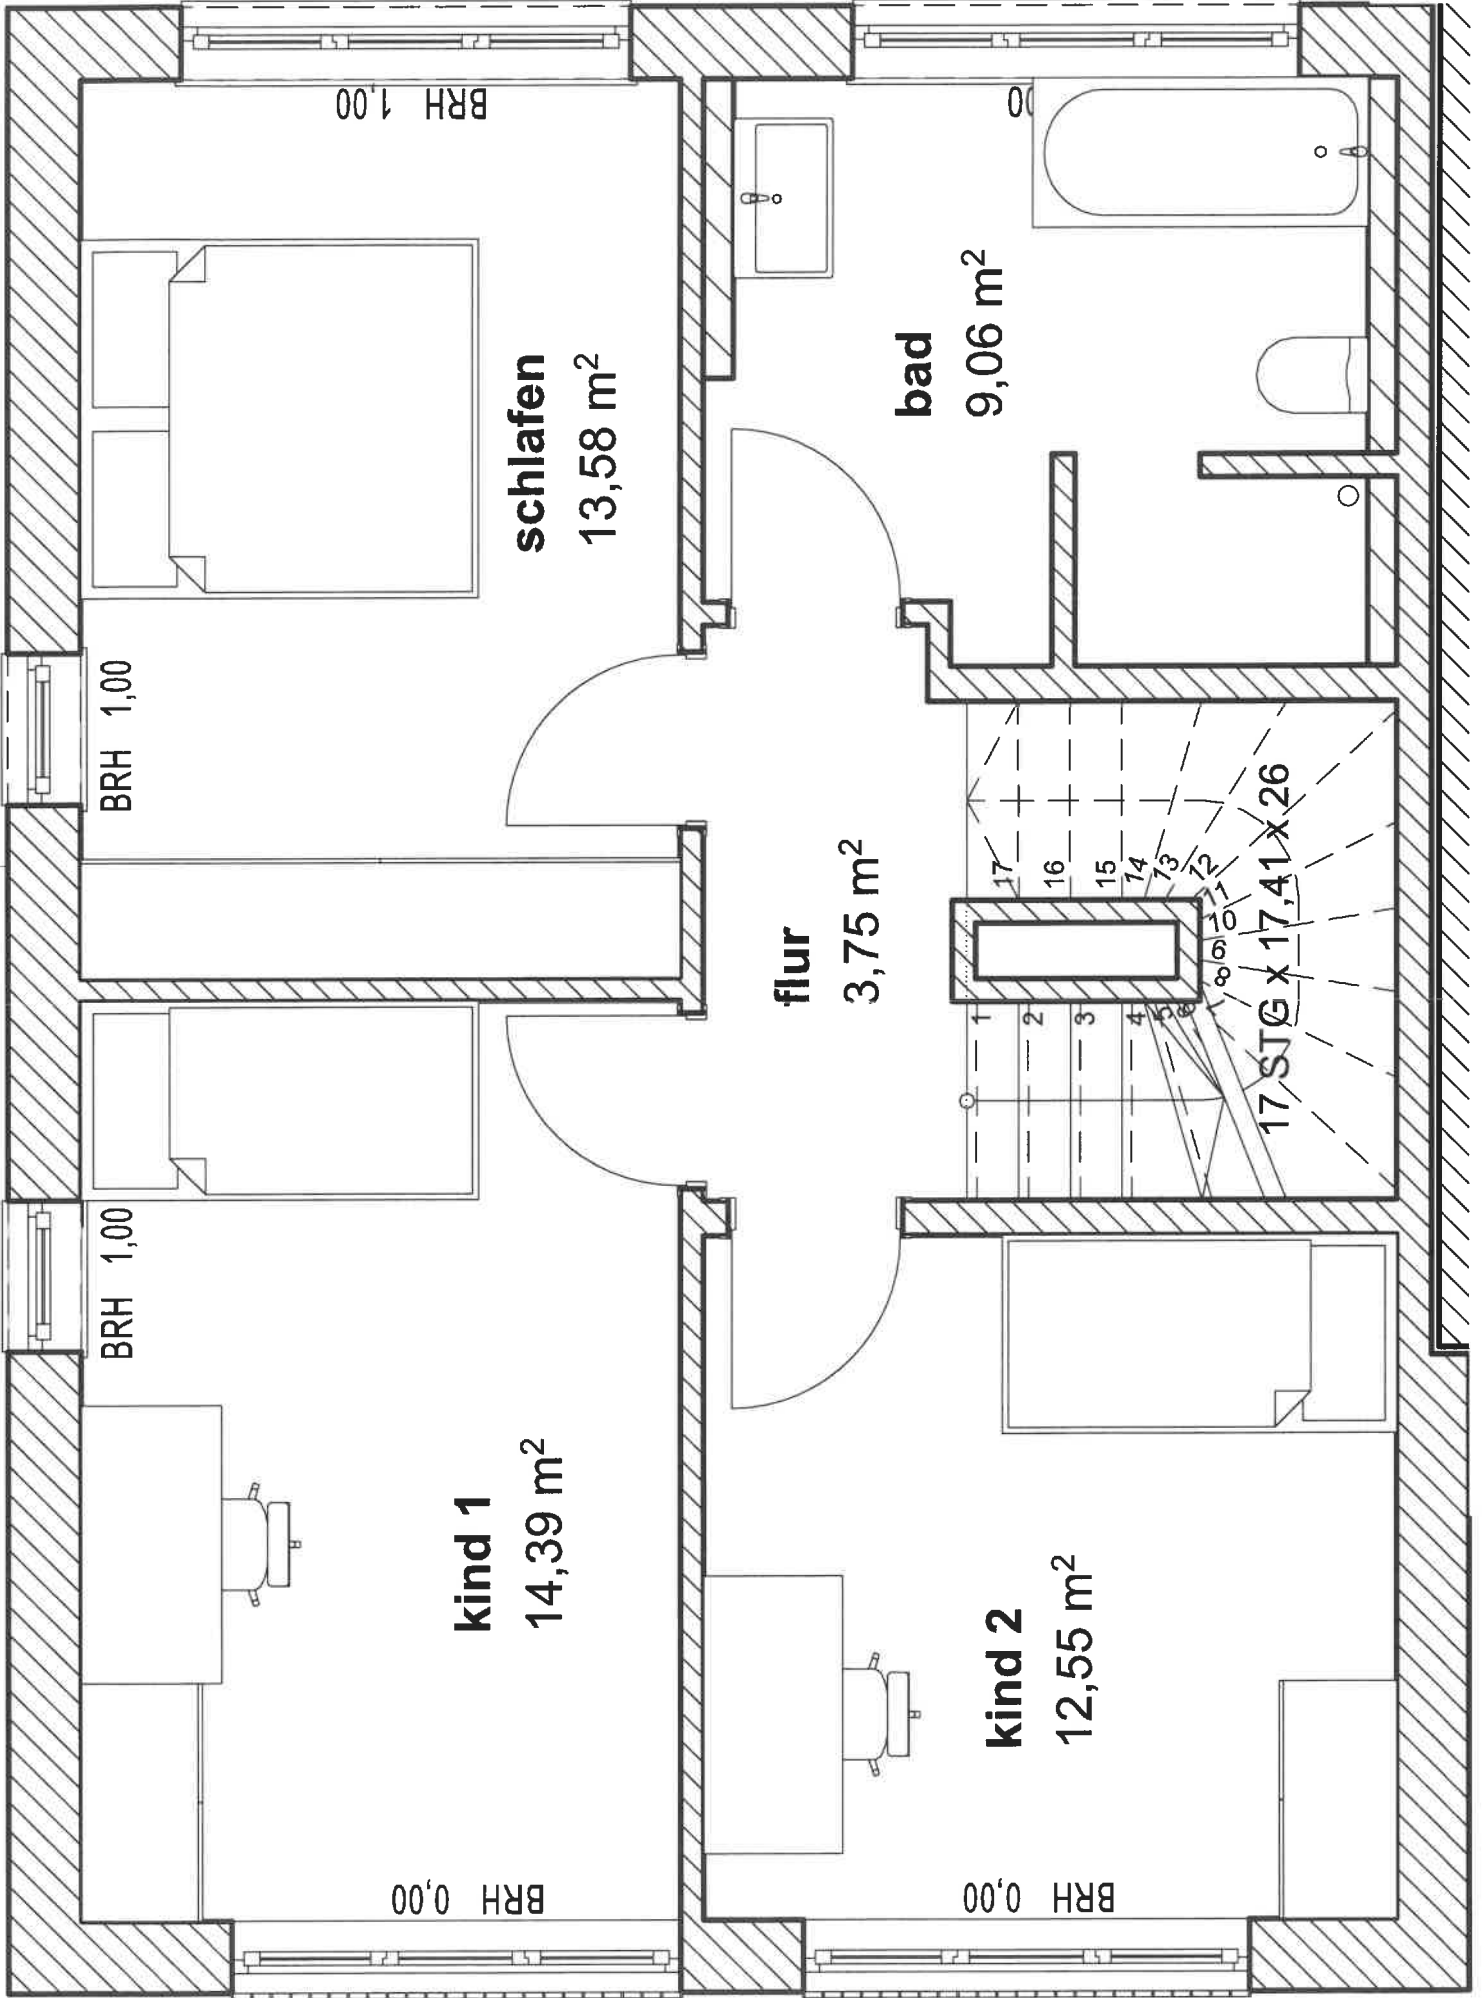 BRH 1,00
BRH 1,00
BRH 1,00
schlafen
13,58 m²
kind 1
14,39 m²
BRH 0,00
00
bad
9,06 m²
flur
3,75 m²
17
16
15
14
13
12
11
10
6
8
7
1
2
3
4
5
17 STG x 17,41 x 26
kind 2
12,55 m²
BRH 0,00